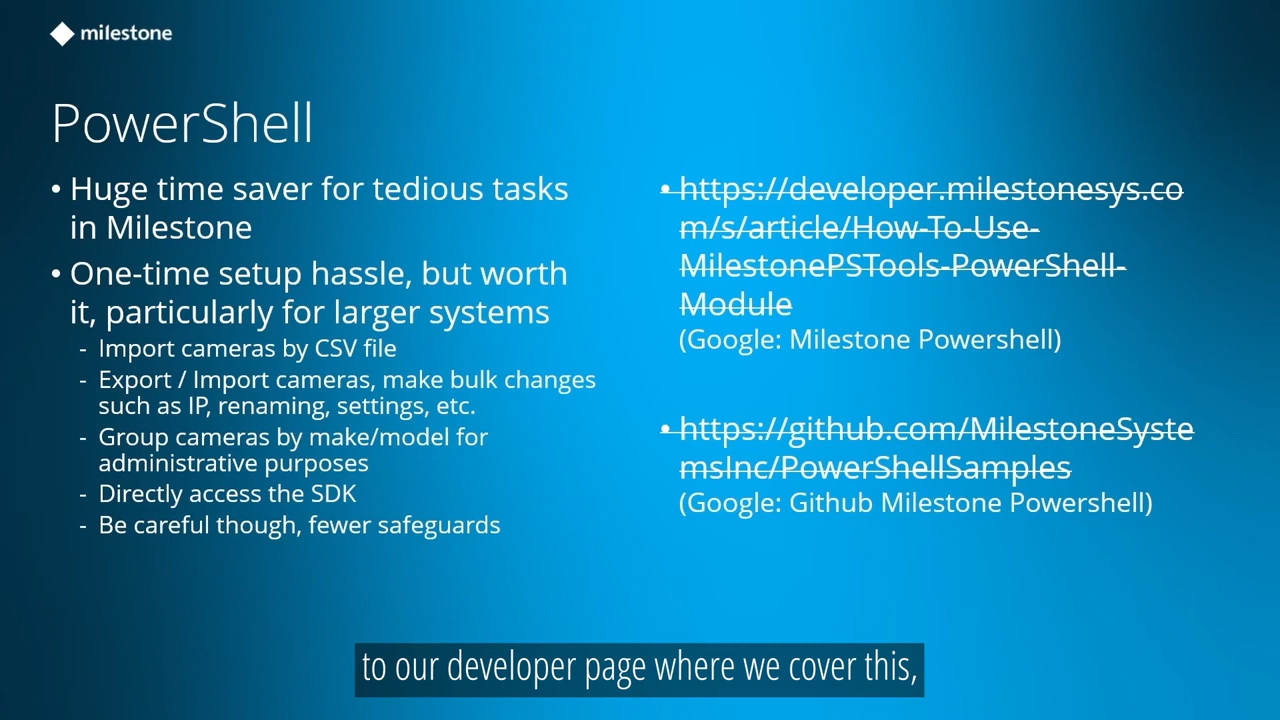 milestone
PowerShell
• Huge time saver for tedious tasks
in Milestone
• One-time setup hassle, but worth
it, particularly for larger systems
- Import cameras by CSV file
- Export / Import cameras, make bulk changes
such as IP, renaming, settings, etc.
- Group cameras by make/model for
administrative purposes
- Directly access the SDK
- Be careful though, fewer safeguards
• https://developer.milestonesys.co
m/s/article/How-To-Use-
MilestonePSTools-PowerShell-
Module
(Google: Milestone Powershell)
• https://github.com/MilestoneSyste
msInc/PowerShellSamples
(Google: Github Milestone Powershell)
to our developer page where we cover this,